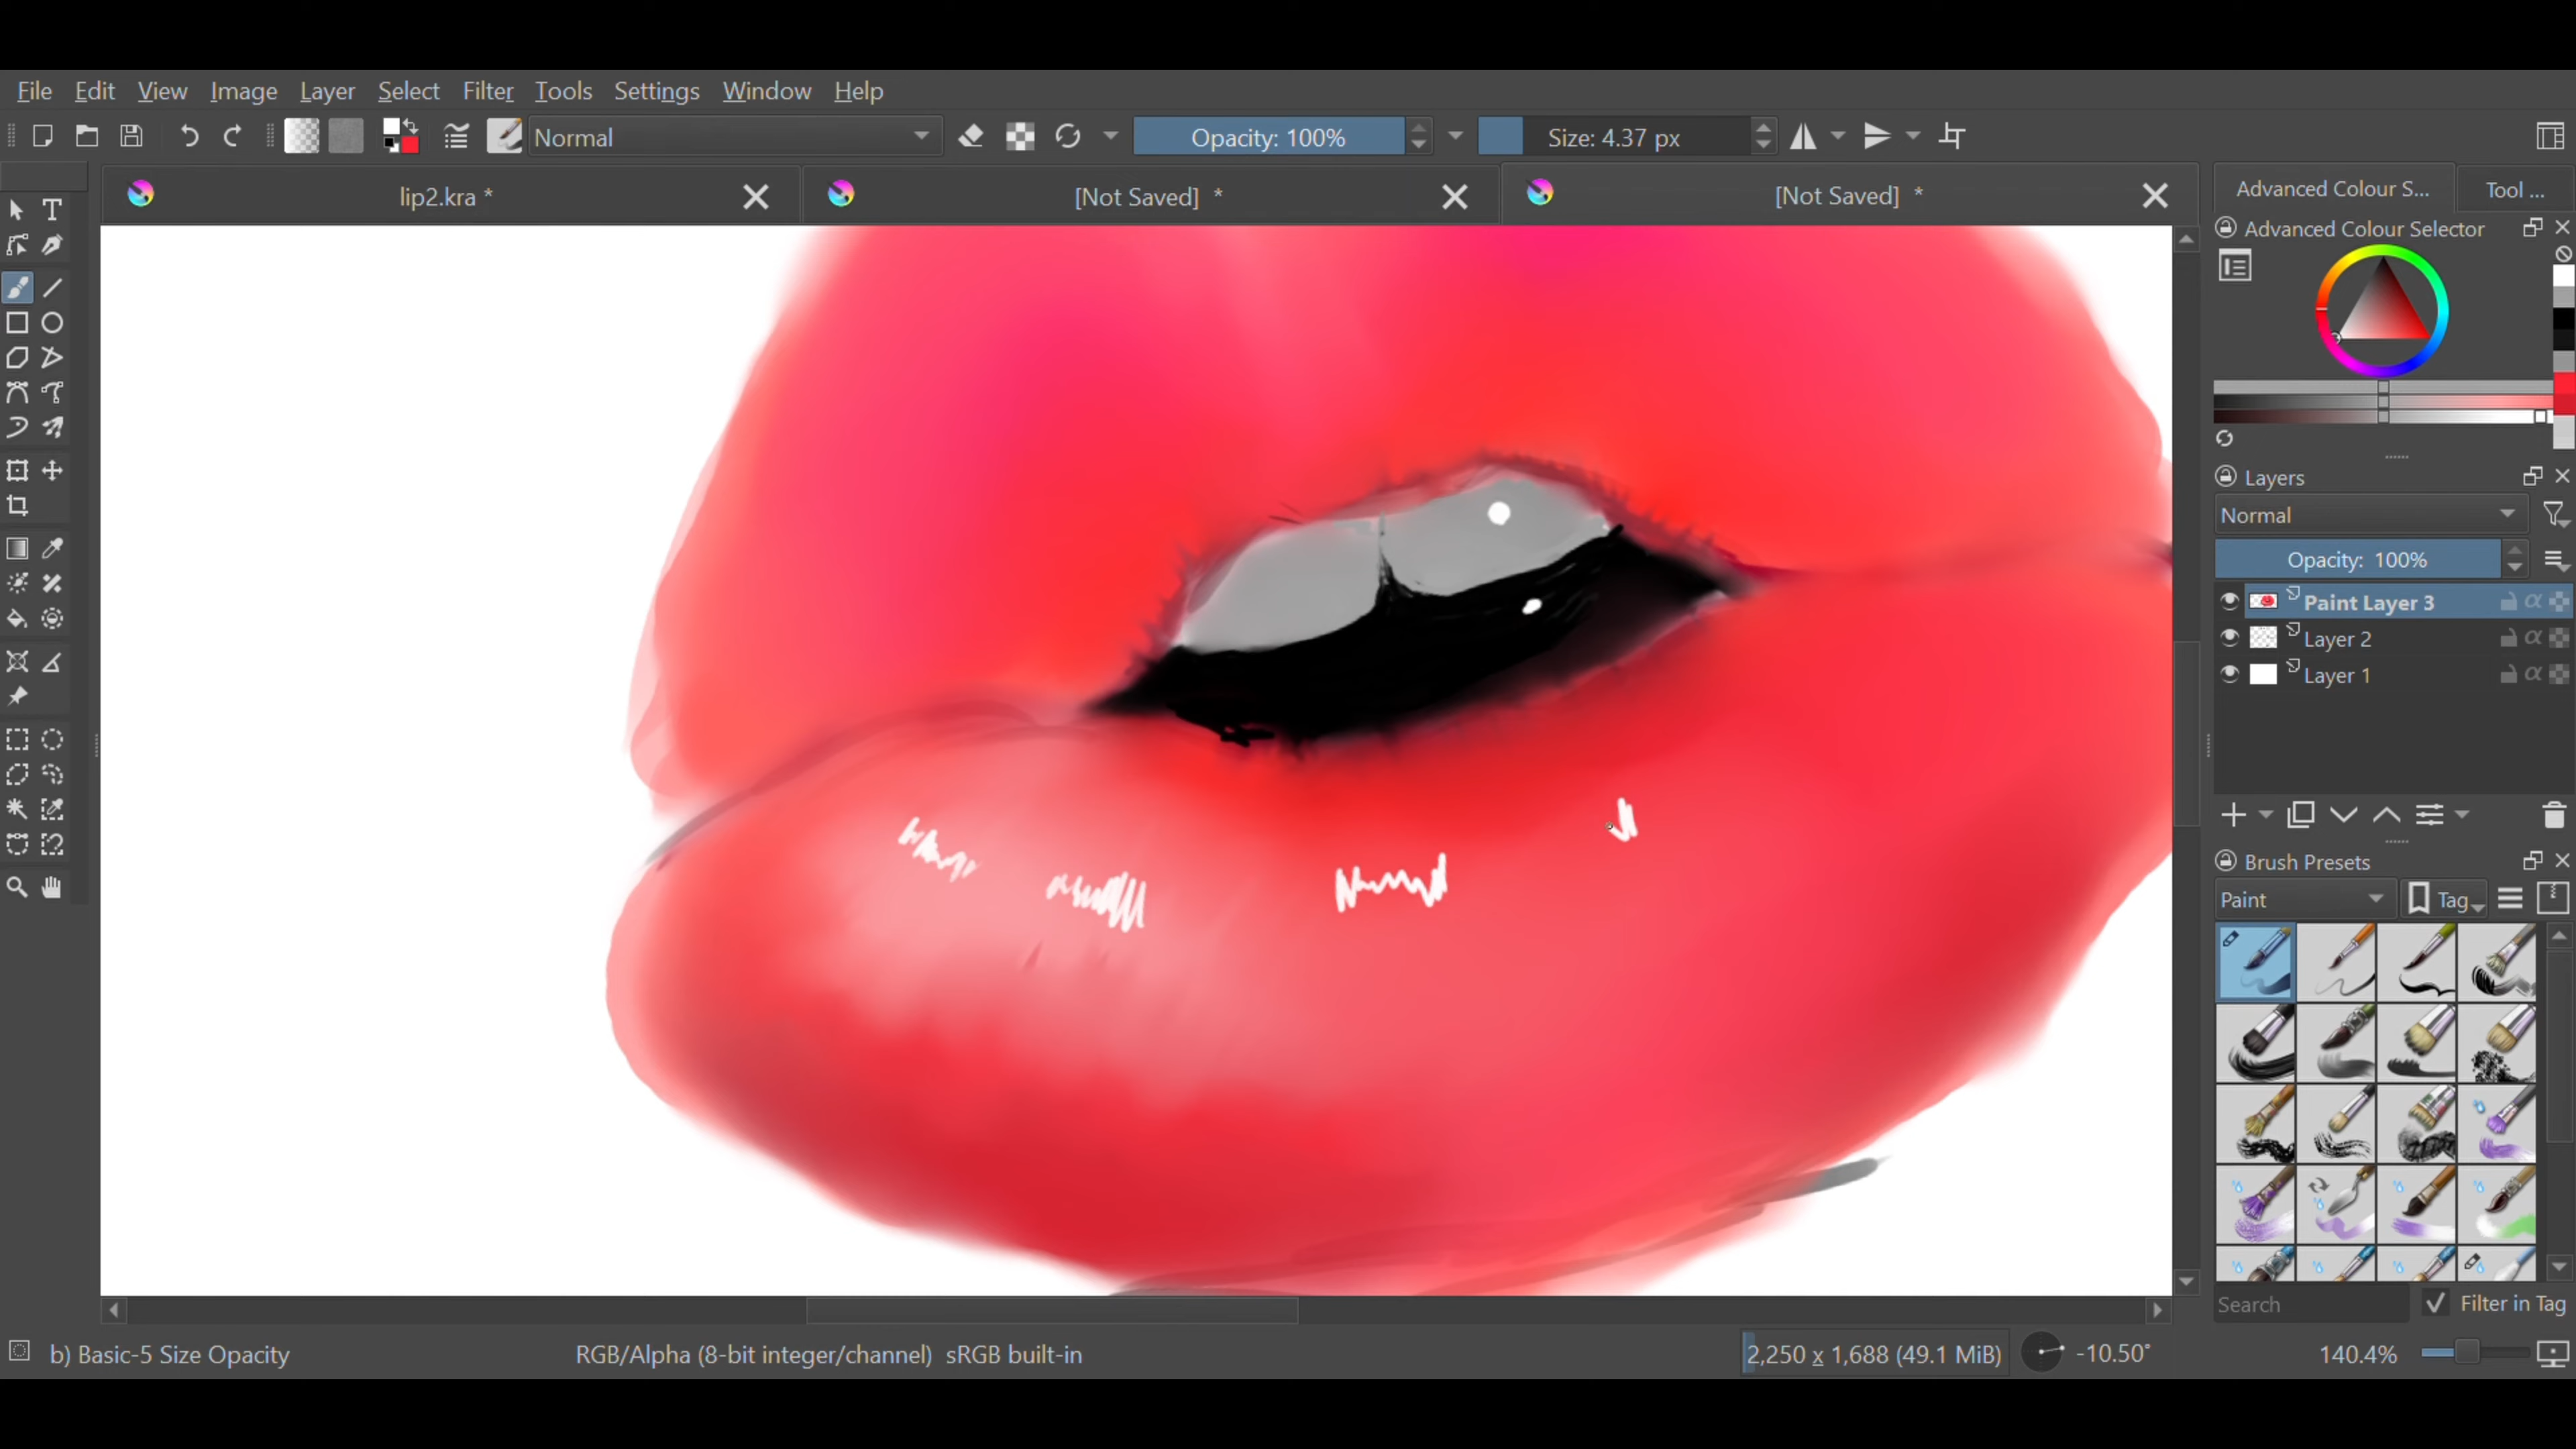 File Edit View Image Layer Select Filter Tools Settings Window Help
Normal Opacity: 100% Size: 4.37 px
lip2.kra * [Not Saved] * [Not Saved] *
Advanced Colour S... Tool ...
Advanced Colour Selector
Layers
Normal
Opacity: 100%
Paint Layer 3
Layer 2
Layer 1
Brush Presets
Paint Tag
Search Filter in Tag
b) Basic-5 Size Opacity RGB/Alpha (8-bit integer/channel) sRGB built-in 2,250 x 1,688 (49.1 MiB) -10.50° 140.4%